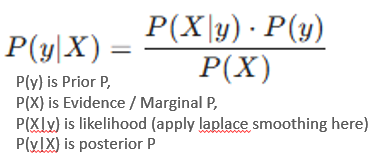 P(y|X) = P(X|y) · P(y) / P(X)
P(y) is Prior P,
P(X) is Evidence / Marginal P,
P(X|y) is likelihood (apply laplace smoothing here)
P(y|X) is posterior P